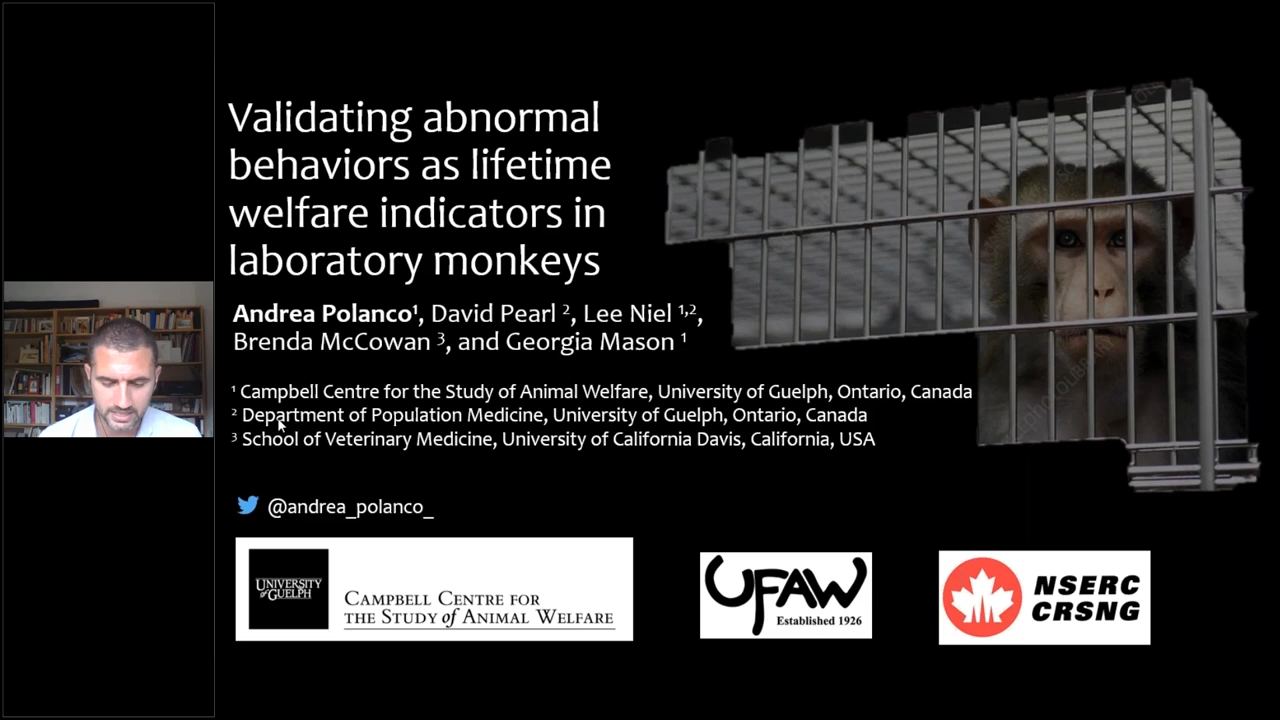 Validating abnormal
behaviors as lifetime
welfare indicators in
laboratory monkeys
Andrea Polanco¹, David Pearl ², Lee Niel ¹,²,
Brenda McCowan ³, and Georgia Mason ¹
¹ Campbell Centre for the Study of Animal Welfare, University of Guelph, Ontario, Canada
² Department of Population Medicine, University of Guelph, Ontario, Canada
³ School of Veterinary Medicine, University of California Davis, California, USA
@andrea_polanco_
UNIVERSITY
of GUELPH
CAMPBELL CENTRE FOR
THE STUDY of ANIMAL WELFARE
UFAW
Established 1926
NSERC
CRSNG